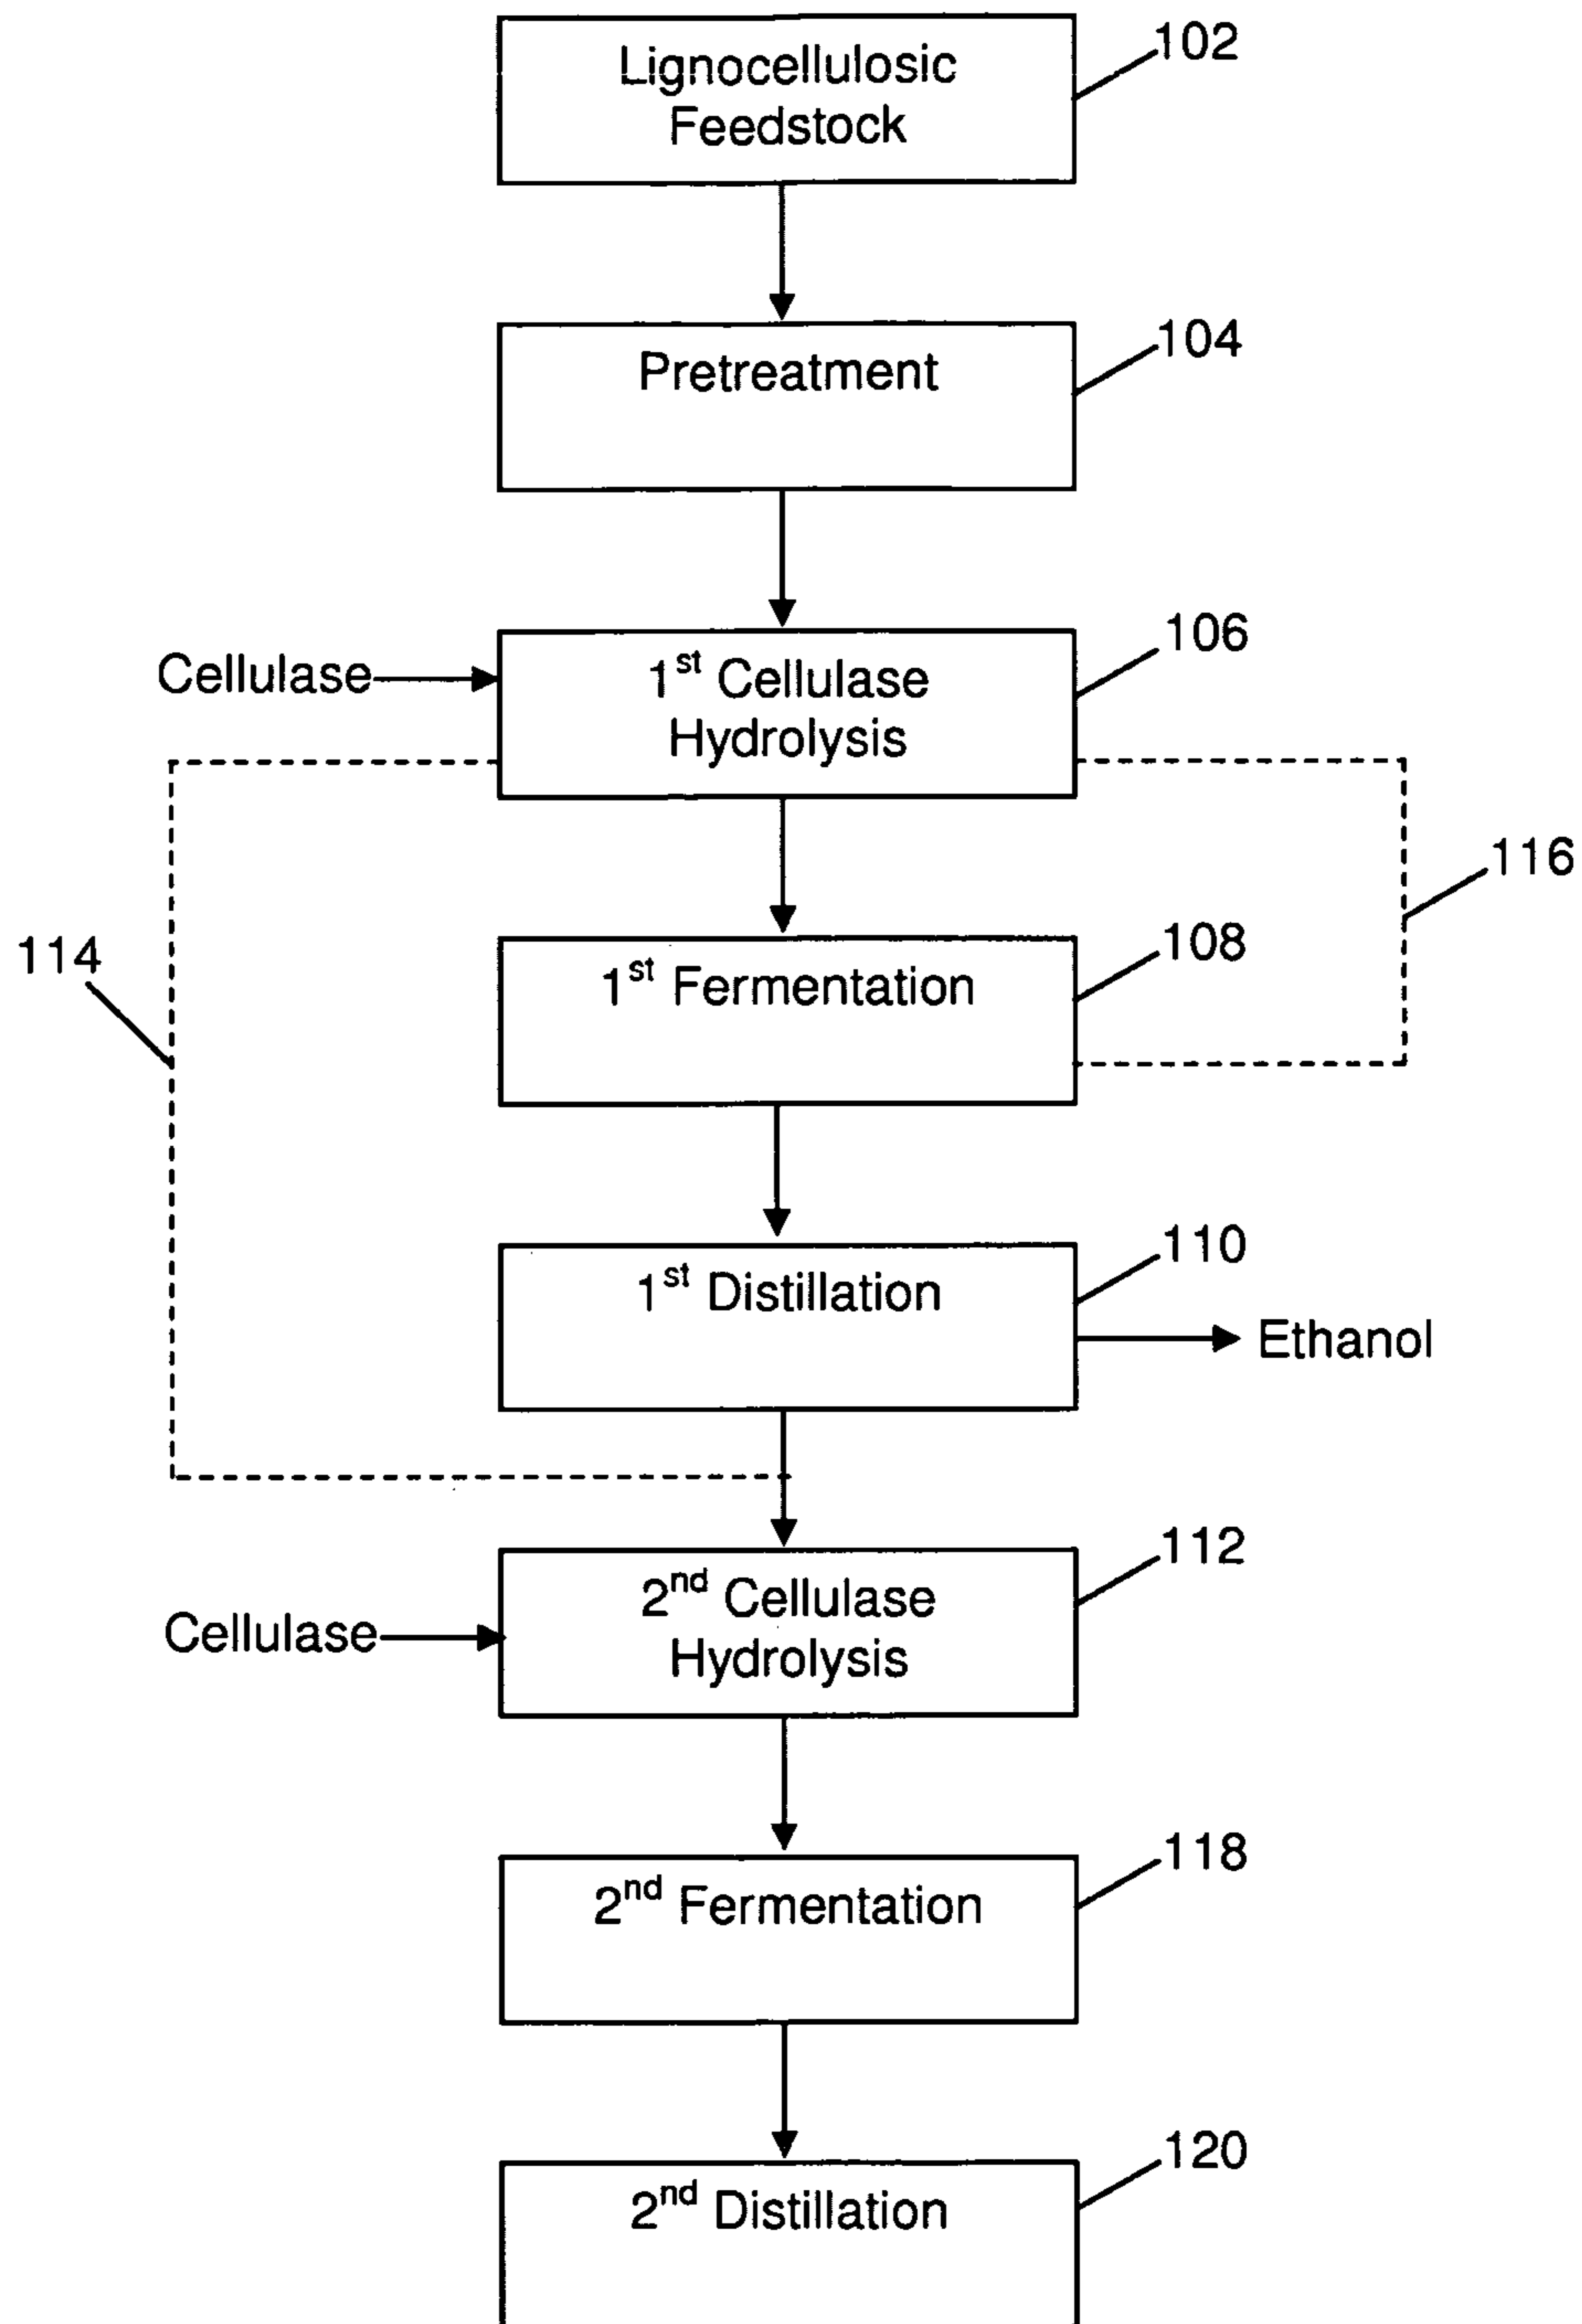 Lignocellulosic
Feedstock
102
Pretreatment
104
Cellulase
1st Cellulase
Hydrolysis
106
116
114
1st Fermentation
108
1st Distillation
110
Ethanol
Cellulase
2nd Cellulase
Hydrolysis
112
2nd Fermentation
118
2nd Distillation
120